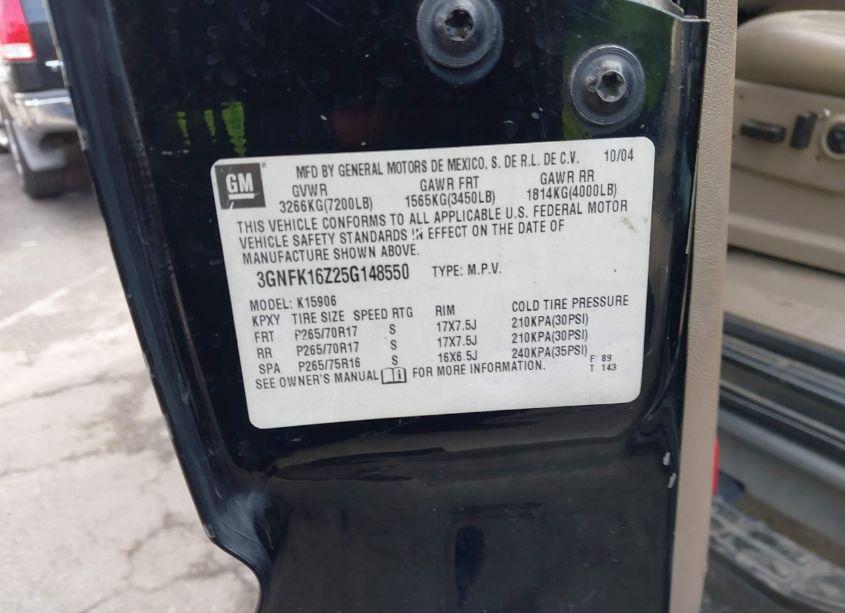 GM MFD BY GENERAL MOTORS DE MEXICO, S. DE R.L. DE C.V. 10/04
GVWR GAWR FRT GAWR RR
3266KG(7200LB) 1565KG(3450LB) 1814KG(4000LB)
THIS VEHICLE CONFORMS TO ALL APPLICABLE U.S. FEDERAL MOTOR
VEHICLE SAFETY STANDARDS IN EFFECT ON THE DATE OF
MANUFACTURE SHOWN ABOVE.
3GNFK16Z25G148550 TYPE: M.P.V.
MODEL: K15906
KPXY TIRE SIZE SPEED RTG RIM COLD TIRE PRESSURE
FRT P265/70R17 S 17X7.5J 210KPA(30PSI)
RR P265/70R17 S 17X7.5J 210KPA(30PSI)
SPA P265/75R16 S 16X6.5J 240KPA(35PSI)
SEE OWNER'S MANUAL FOR MORE INFORMATION.
F 89
T 143